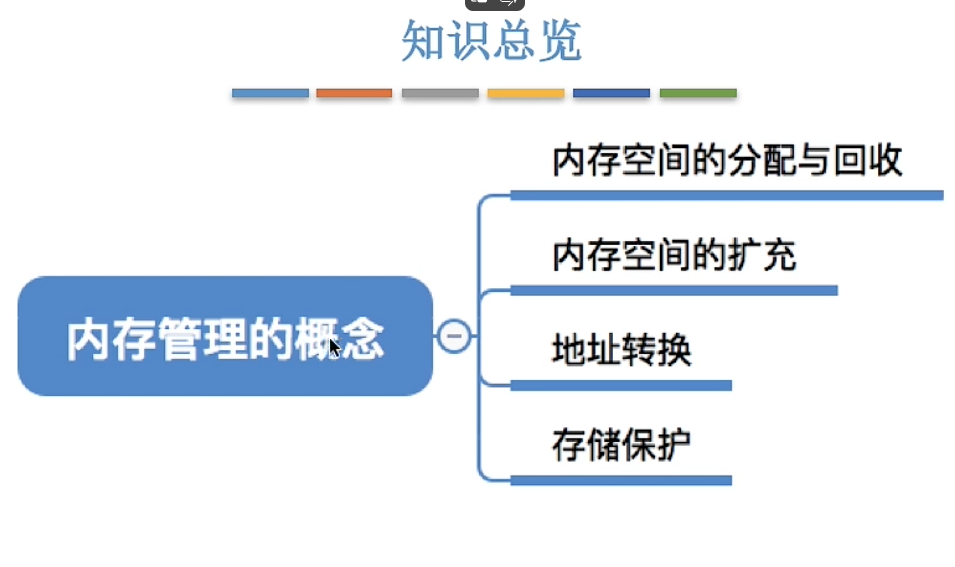 知识总览
内存空间的分配与回收
内存空间的扩充
内存管理的概念
地址转换
存储保护